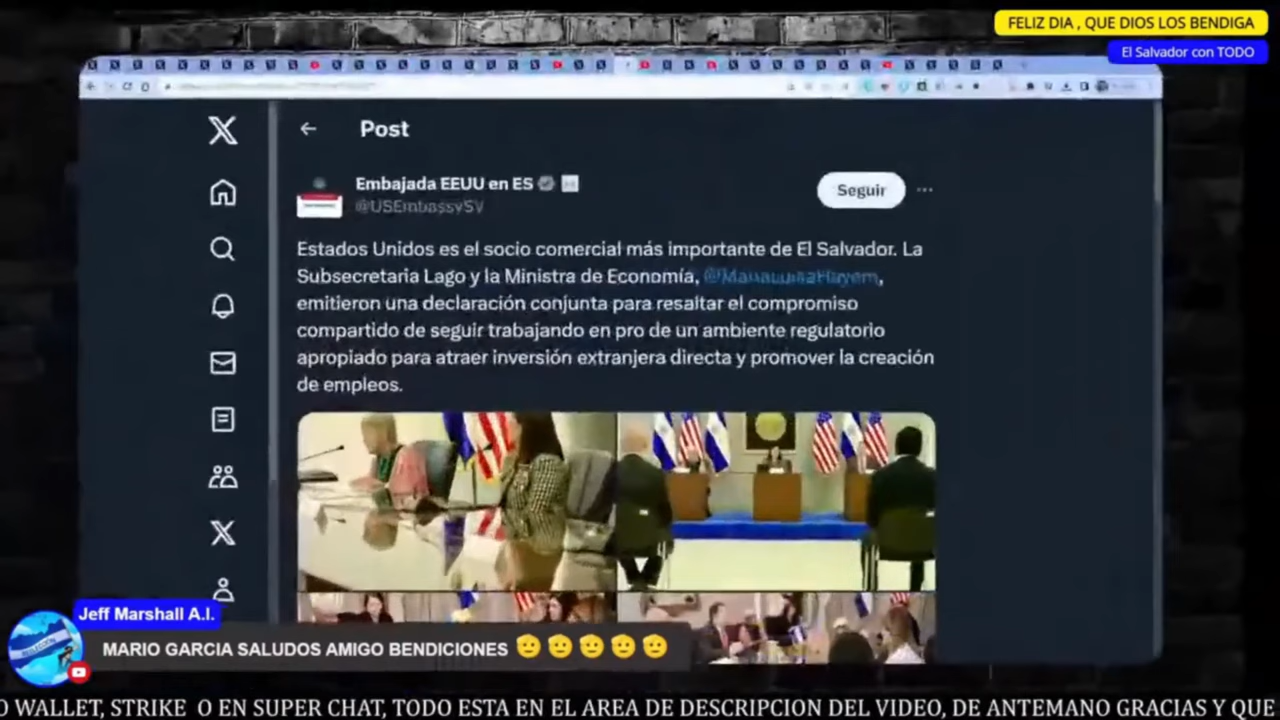 FELIZ DIA , QUE DIOS LOS BENDIGA
El Salvador con TODO
Post
Embajada EEUU en ES
@USEmbassySV
Seguir
Estados Unidos es el socio comercial más importante de El Salvador. La
Subsecretaria Lago y la Ministra de Economía,
emitieron una declaración conjunta para resaltar el compromiso
compartido de seguir trabajando en pro de un ambiente regulatorio
apropiado para atraer inversión extranjera directa y promover la creación
de empleos.
Jeff Marshall A.I.
MARIO GARCIA SALUDOS AMIGO BENDICIONES
O WALLET, STRIKE O EN SUPER CHAT, TODO ESTA EN EL AREA DE DESCRIPCION DEL VIDEO, DE ANTEMANO GRACIAS Y QUE